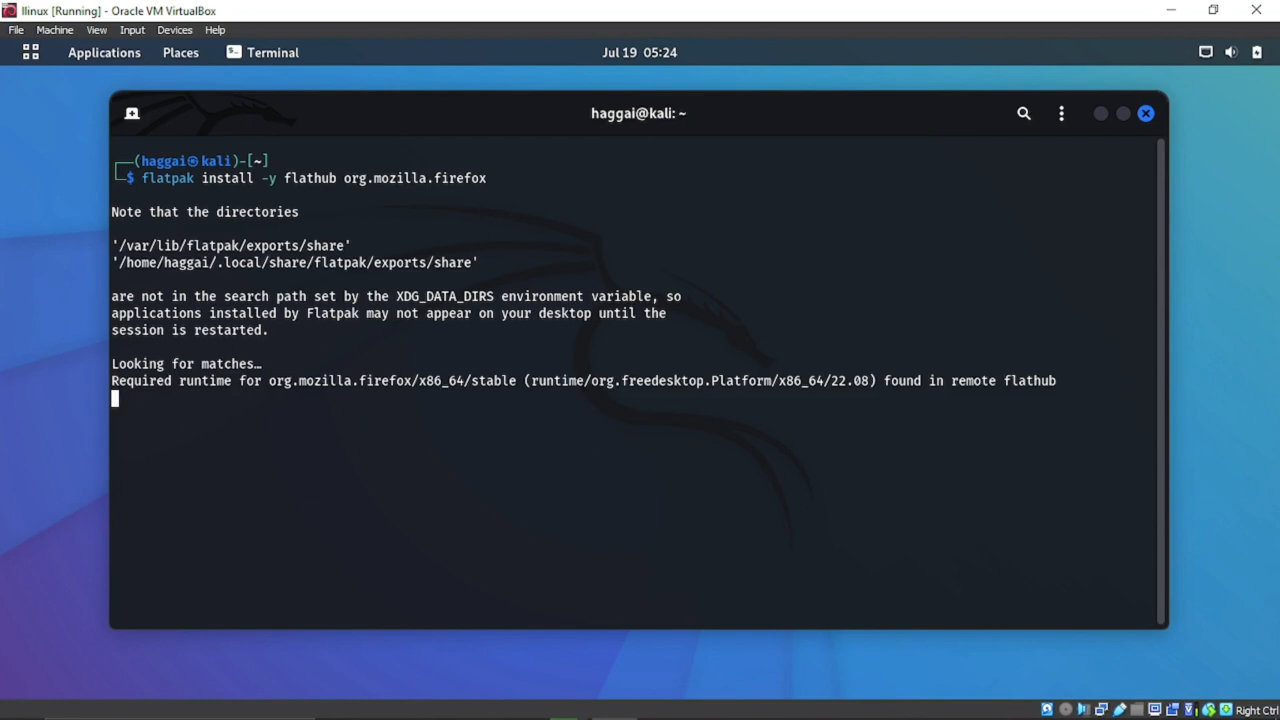 llinux [Running] - Oracle VM VirtualBox
File Machine View Input Devices Help
Applications Places Terminal Jul 19 05:24
haggai@kali: ~
┌──(haggai㉿kali)-[~]
└─$ flatpak install -y flathub org.mozilla.firefox
Note that the directories
'/var/lib/flatpak/exports/share'
'/home/haggai/.local/share/flatpak/exports/share'
are not in the search path set by the XDG_DATA_DIRS environment variable, so
applications installed by Flatpak may not appear on your desktop until the
session is restarted.
Looking for matches…
Required runtime for org.mozilla.firefox/x86_64/stable (runtime/org.freedesktop.Platform/x86_64/22.08) found in remote flathub
Right Ctrl